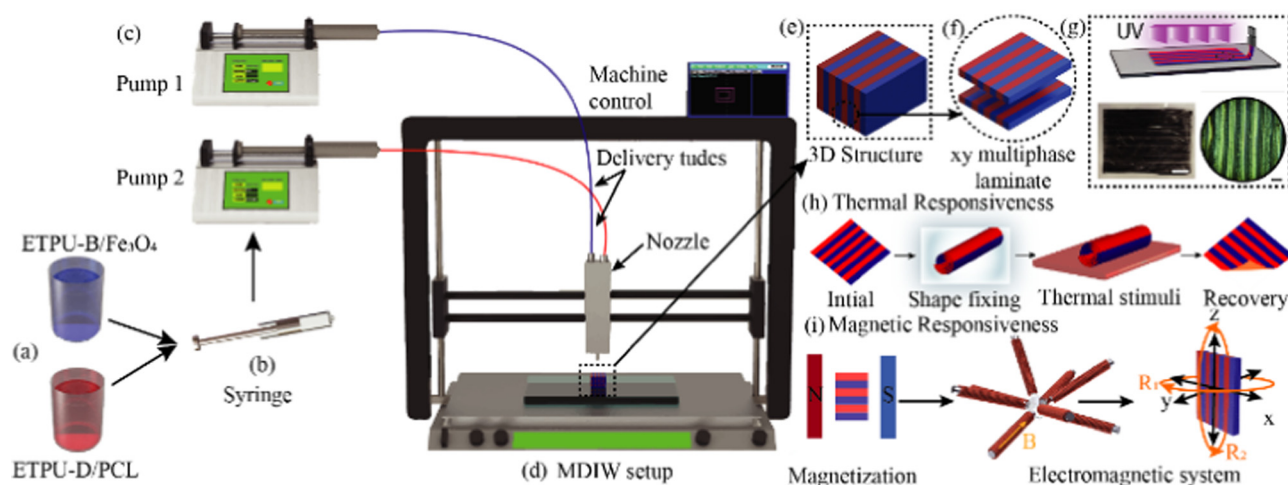 (c)
Pump 1
Pump 2
ETPU-B/Fe₃O₄
(a)
(b)
Syringe
ETPU-D/PCL
Machine
control
Delivery tudes
Nozzle
(d) MDIW setup
(e)
3D Structure
(f)
xy multiphase
laminate
(g)
UV
(h) Thermal Responsiveness
Intial
Shape fixing
Thermal stimuli
Recovery
(i) Magnetic Responsiveness
N
S
Magnetization
B
Electromagnetic system
z
R₁
y
x
R₂